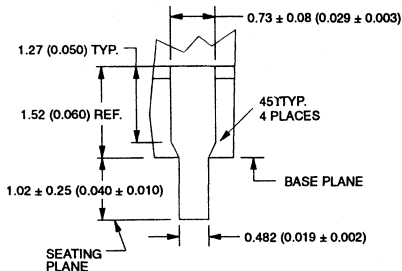 0.73 ± 0.08 (0.029 ± 0.003)
1.27 (0.050) TYP.
1.52 (0.060) REF.
45ϒTYP.
4 PLACES
1.02 ± 0.25 (0.040 ± 0.010)
BASE PLANE
SEATING
PLANE
0.482 (0.019 ± 0.002)